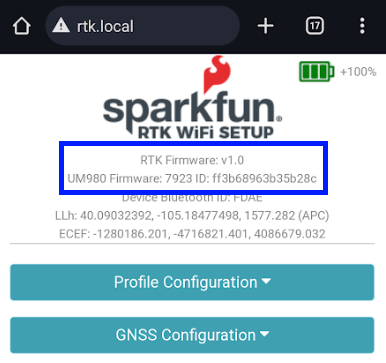 rtk.local
17
+100%
sparkfun
RTK WiFi SETUP
RTK Firmware: v1.0
UM980 Firmware: 7923 ID: ff3b68963b35b28c
Device Bluetooth ID: FDAE
LLh: 40.09032392, -105.18477498, 1577.282 (APC)
ECEF: -1280186.201, -4716821.401, 4086679.032
Profile Configuration
GNSS Configuration